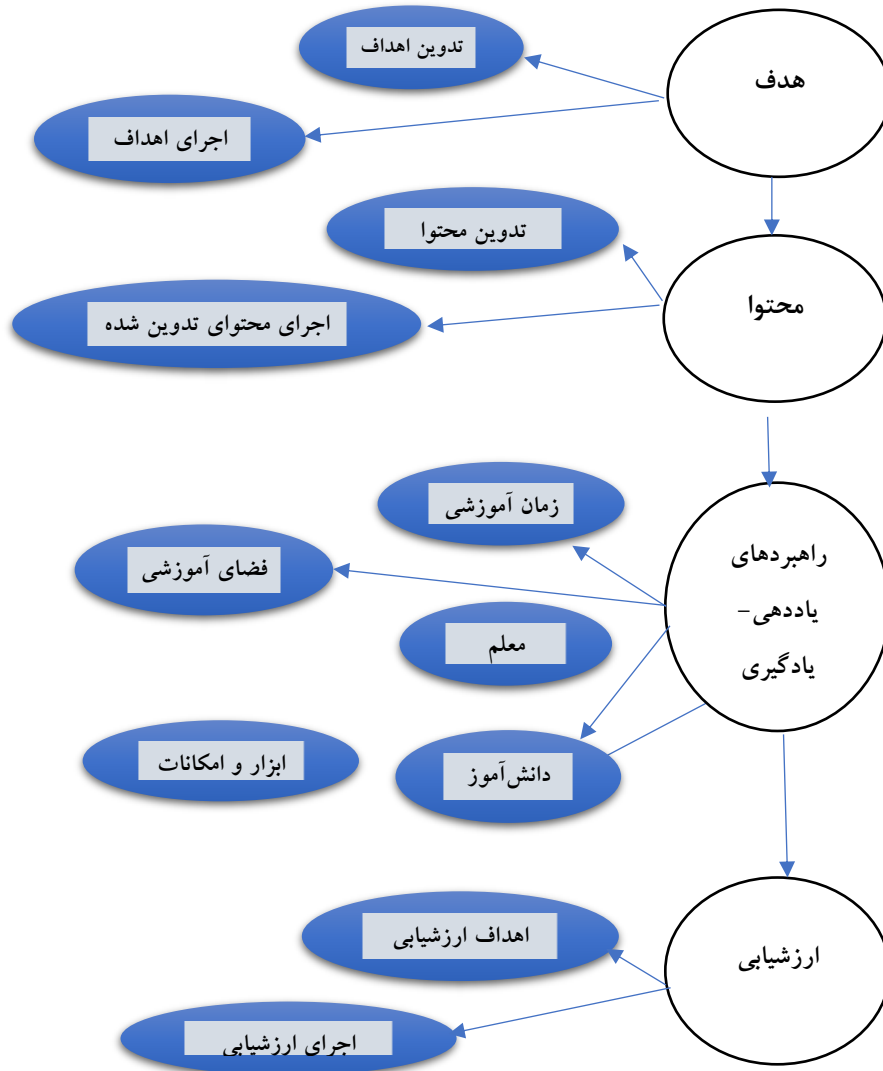 هدف
تدوین اهداف
اجرای اهداف
محتوا
تدوین محتوا
اجرای محتوای تدوین شده
راهبردهای
یاددهی-
یادگیری
زمان آموزشی
فضای آموزشی
معلم
دانش‌آموز
ابزار و امکانات
ارزشیابی
اهداف ارزشیابی
اجرای ارزشیابی